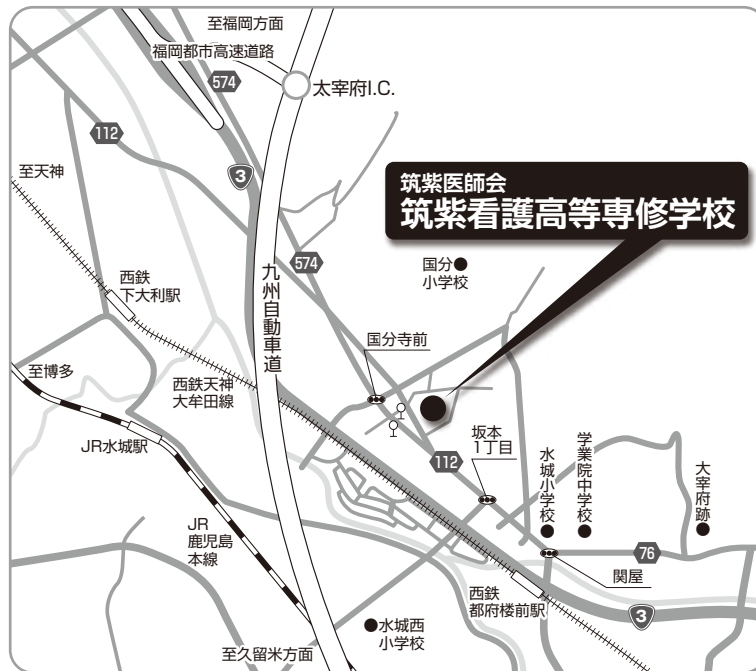 至福岡方面
福岡都市高速道路
574
太宰府I.C.
112
至天神
3
筑紫医師会
筑紫看護高等専修学校
574
国分
小学校
西鉄
下大利駅
九州自動車道
国分寺前
至博多
西鉄天神
大牟田線
JR水城駅
坂本
1丁目
112
水城小学校
学業院中学校
大宰府跡
JR
鹿児島
本線
76
関屋
西鉄
都府楼前駅
3
水城西
小学校
至久留米方面